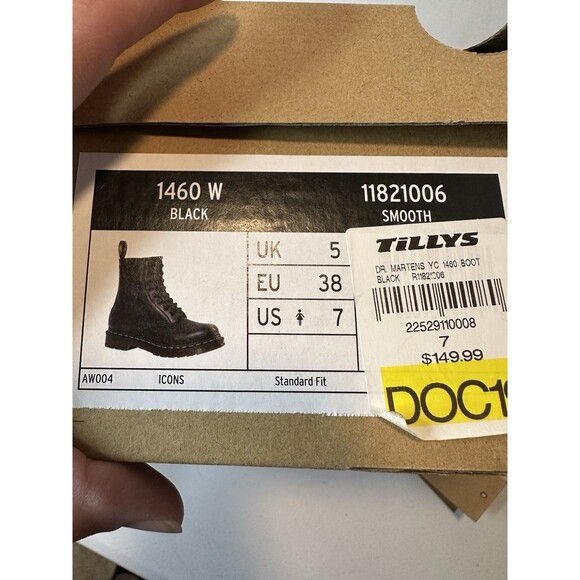 1460 W
BLACK
11821006
SMOOTH
UK 5
EU 38
US 7
AW004 ICONS Standard Fit
TiLLYS
DR. MARTENS YC 1460 BOOT
BLACK
22529110008
7
$149.99